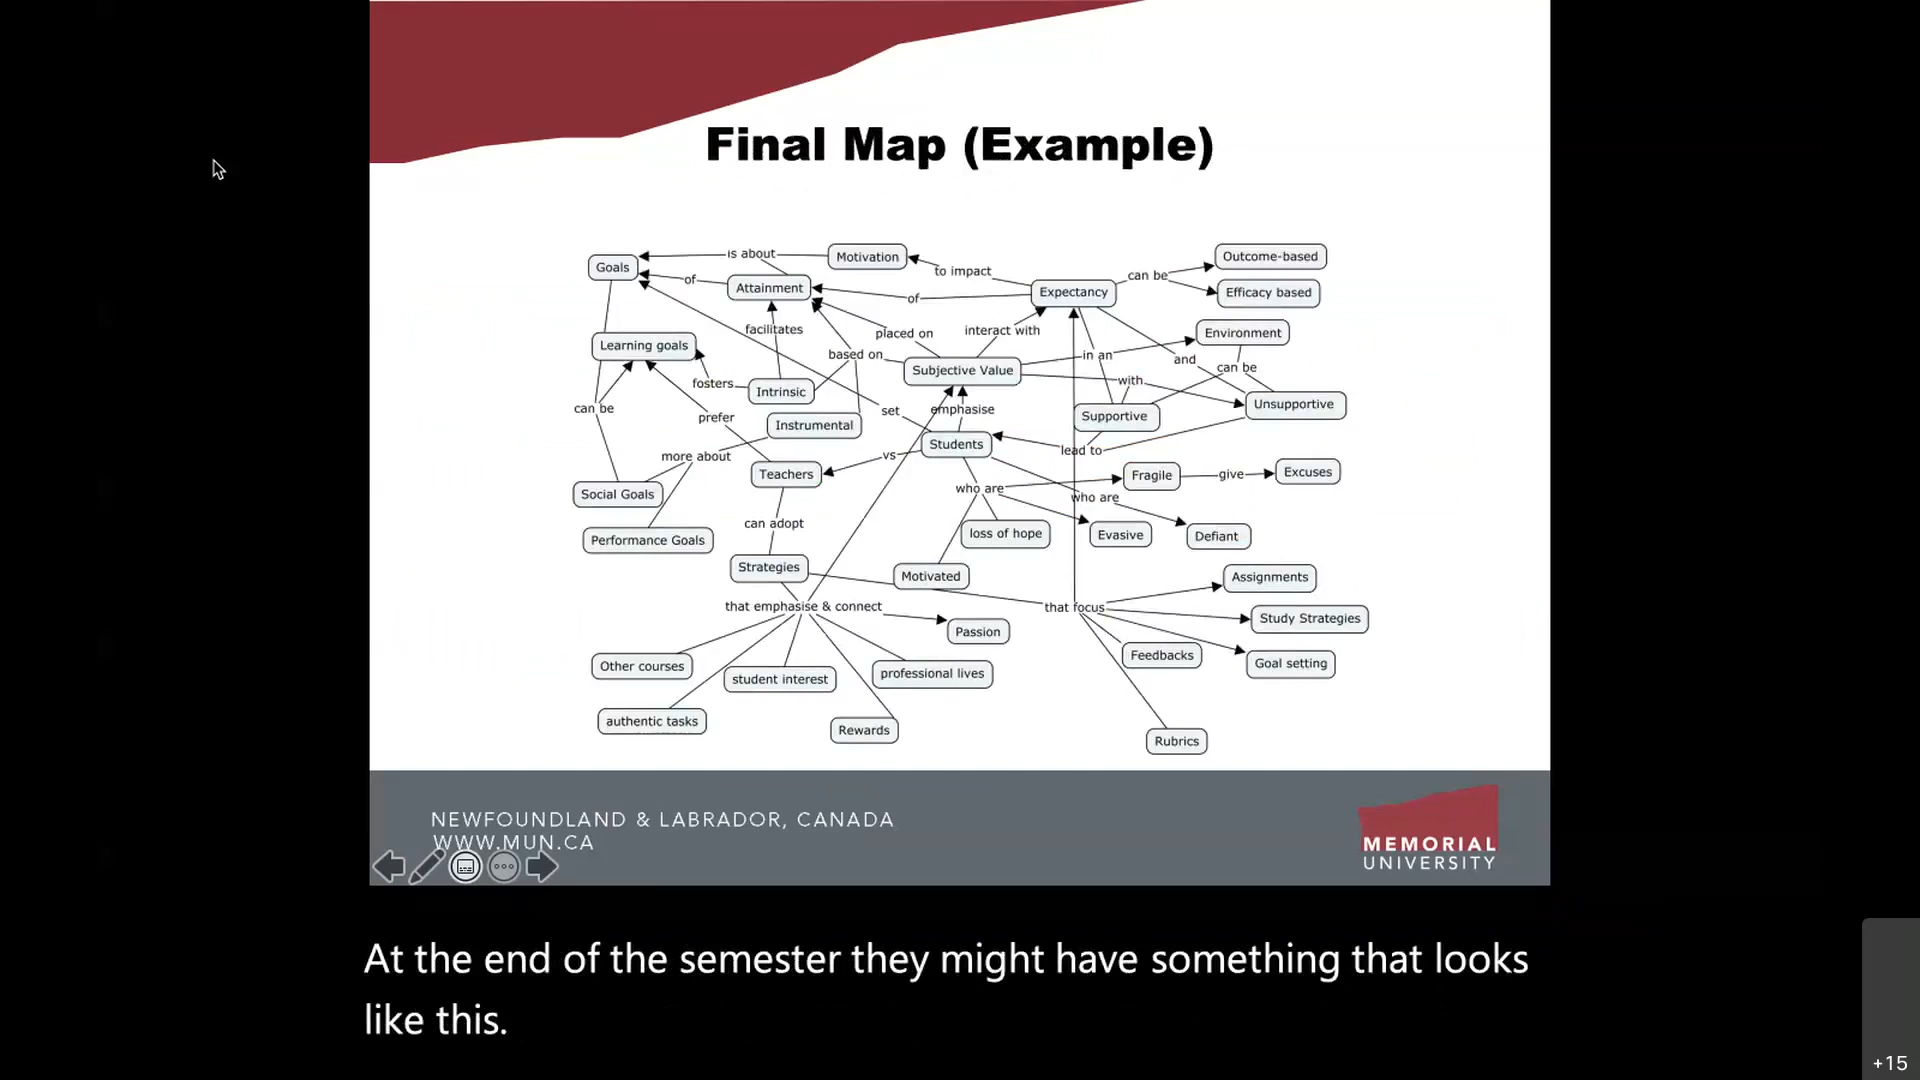 Final Map (Example)
Goals
is about
Motivation
to impact
Outcome-based
can be
of
Attainment
of
Expectancy
Efficacy based
facilitates
placed on
interact with
Environment
Learning goals
based on
in an
and
can be
Subjective Value
fosters
Intrinsic
with
can be
prefer
set
emphasise
Supportive
Unsupportive
Instrumental
Students
lead to
more about
vs
Teachers
Fragile
give
Excuses
Social Goals
who are
who are
can adopt
loss of hope
Evasive
Defiant
Performance Goals
Strategies
Motivated
Assignments
that emphasise & connect
that focus
Passion
Study Strategies
Other courses
student interest
professional lives
Feedbacks
Goal setting
authentic tasks
Rewards
Rubrics
NEWFOUNDLAND & LABRADOR, CANADA
WWW.MUN.CA
MEMORIAL
UNIVERSITY
At the end of the semester they might have something that looks
like this.
+15